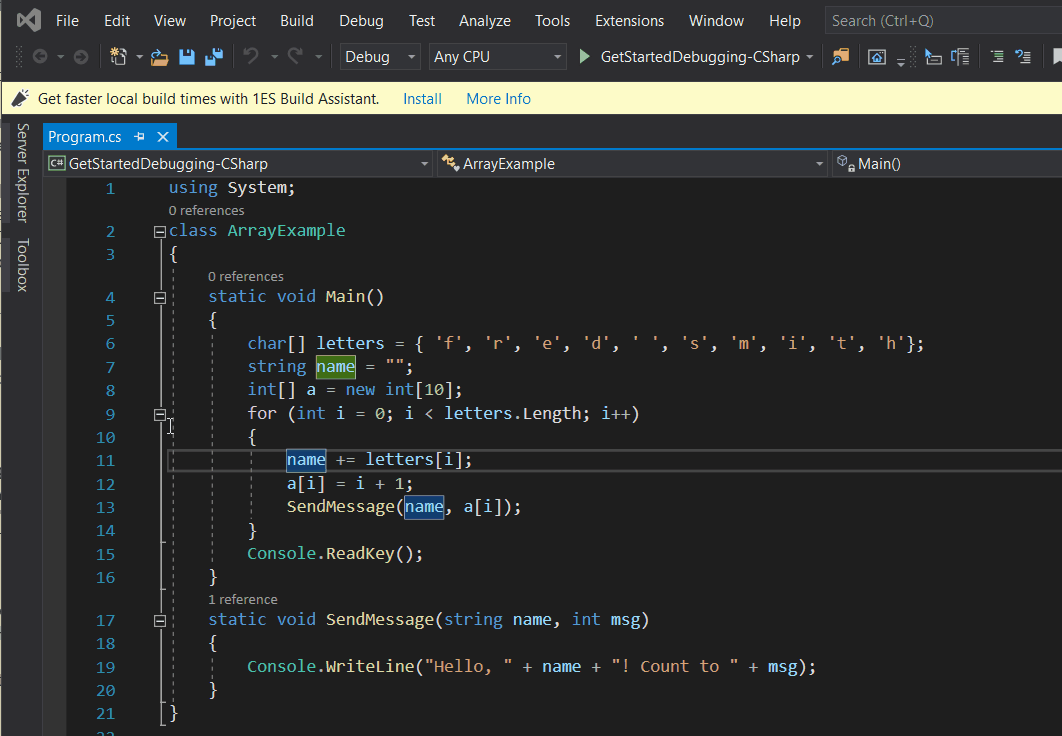 File Edit View Project Build Debug Test Analyze Tools Extensions Window Help Search (Ctrl+Q)
Debug Any CPU GetStartedDebugging-CSharp
Get faster local build times with 1ES Build Assistant. Install More Info
Server Explorer
Toolbox
Program.cs
C# GetStartedDebugging-CSharp ArrayExample Main()
1 using System;
0 references
2 class ArrayExample
3 {
0 references
4 static void Main()
5 {
6 char[] letters = { 'f', 'r', 'e', 'd', ' ', 's', 'm', 'i', 't', 'h'};
7 string name = "";
8 int[] a = new int[10];
9 for (int i = 0; i < letters.Length; i++)
10 {
11 name += letters[i];
12 a[i] = i + 1;
13 SendMessage(name, a[i]);
14 }
15 Console.ReadKey();
16 }
1 reference
17 static void SendMessage(string name, int msg)
18 {
19 Console.WriteLine("Hello, " + name + "! Count to " + msg);
20 }
21 }